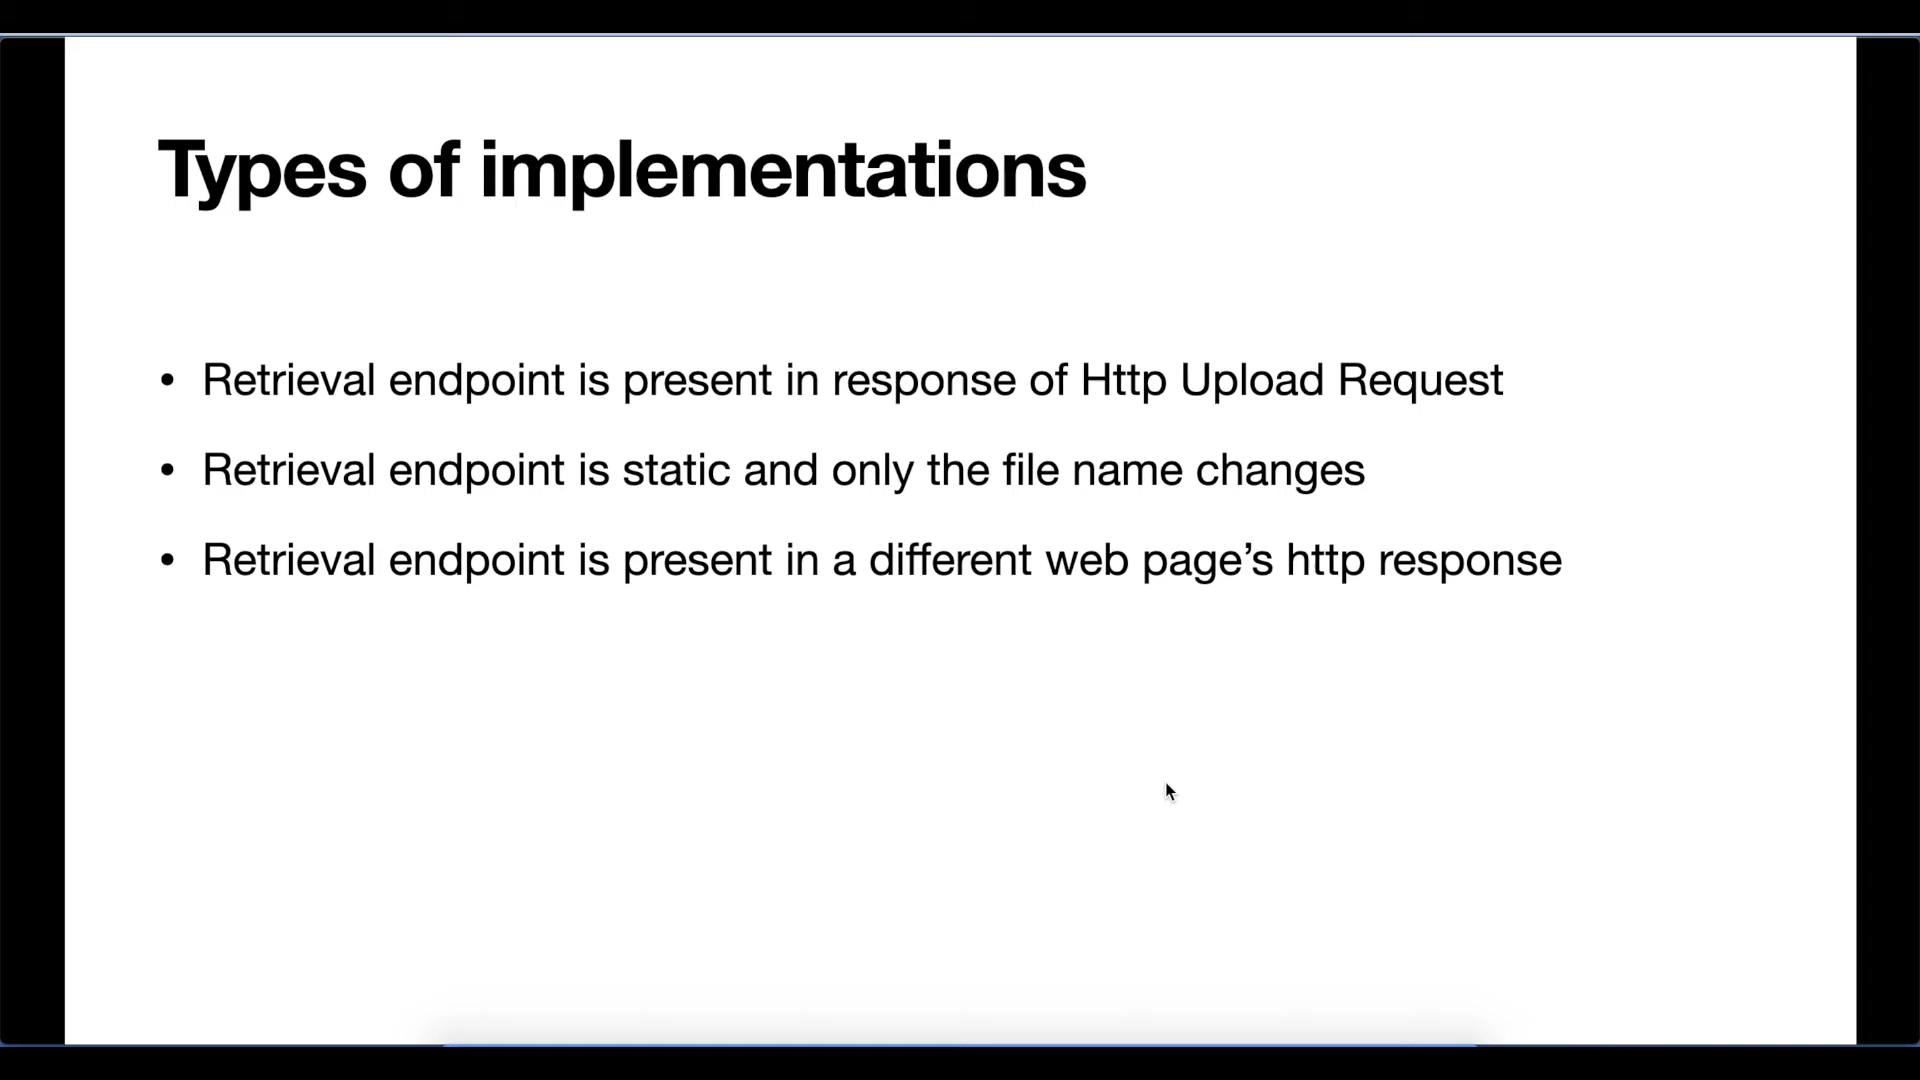 Types of implementations
• Retrieval endpoint is present in response of Http Upload Request
• Retrieval endpoint is static and only the file name changes
• Retrieval endpoint is present in a different web page’s http response